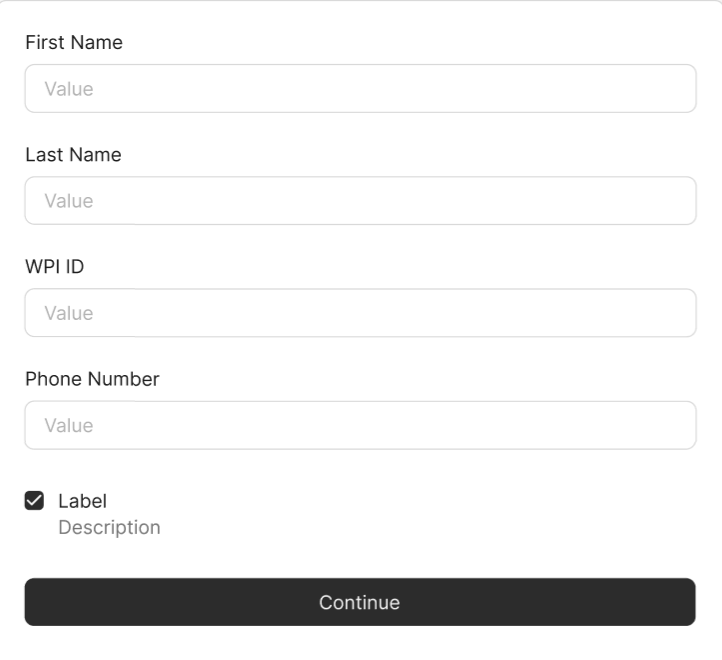 First Name
Value
Last Name
Value
WPI ID
Value
Phone Number
Value
Label
Description
Continue